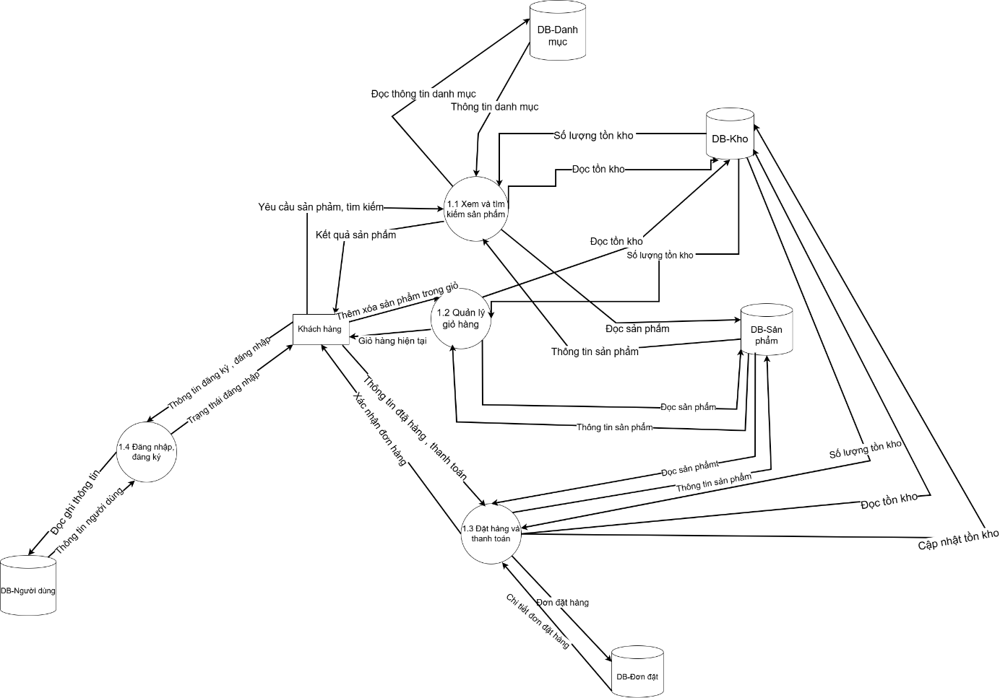 DB-Danh
mục
Đọc thông tin danh mục
Thông tin danh mục
Số lượng tồn kho
DB-Kho
Đọc tồn kho
1.1 Xem và tìm
kiếm sản phẩm
Yêu cầu sản phảm, tìm kiếm
Kết quả sản phẩm
Đọc tồn kho
Số lượng tồn kho
Thêm xóa sản phẩm trong giỏ
1.2 Quản lý
giỏ hàng
Khách hàng
Giỏ hàng hiện tại
Đọc sản phẩm
DB-Sản
phẩm
Thông tin sản phẩm
Thông tin đăng ký , đăng nhập
Trạng thái đăng nhập
Thông tin đtặ hàng , thanh toán
Xác nhận đơn hàng
Đọc sản phẩm
Thông tin sản phẩm
1.4 Đăng nhập,
đăng ký
Số lượng tồn kho
Đọc sản phẩmt
Thông tin sản phẩm
Đọc ghi thông tin
Thông tin người dùng
Đọc tồn kho
1.3 Đặt hàng và
thanh toán
Cập nhật tồn kho
DB-Người dùng
Đơn đặt hàng
Chi tiết đơn đặt hàng
DB-Đơn đặt